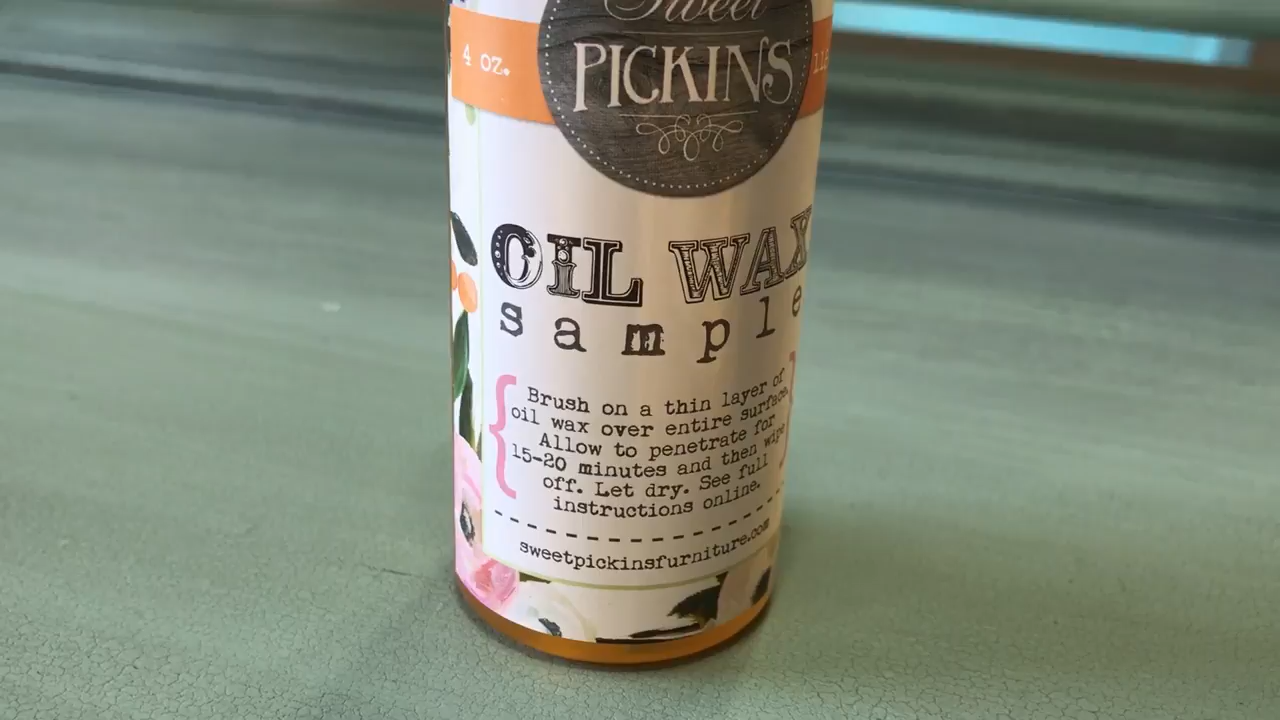 Sweet
4 oz.
PICKINS
OIL WAX
sample
Brush on a thin layer of
oil wax over entire surface.
Allow to penetrate for
15-20 minutes and then wipe
off. Let dry. See full
instructions online.
sweetpickinsfurniture.com